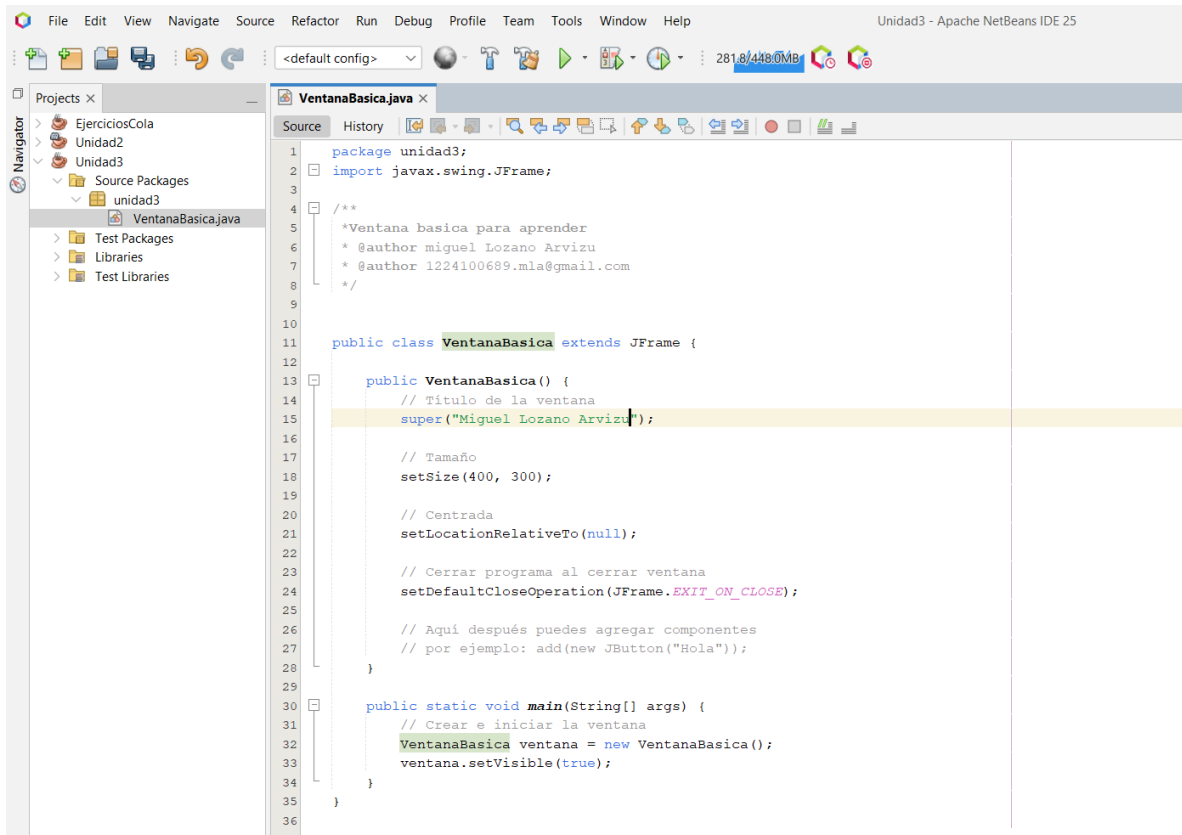 File Edit View Navigate Source Refactor Run Debug Profile Team Tools Window Help Unidad3 - Apache NetBeans IDE 25
<default config> 281.8/448.0MB
Projects
Navigator
EjerciciosCola
Unidad2
Unidad3
Source Packages
unidad3
VentanaBasica.java
Test Packages
Libraries
Test Libraries
VentanaBasica.java
Source History
1 package unidad3;
2 import javax.swing.JFrame;
3
4 /**
5 *Ventana basica para aprender
6 * @author miguel Lozano Arvizu
7 * @author 1224100689.mla@gmail.com
8 */
9
10
11 public class VentanaBasica extends JFrame {
12
13 public VentanaBasica() {
14 // Título de la ventana
15 super("Miguel Lozano Arvizu");
16
17 // Tamaño
18 setSize(400, 300);
19
20 // Centrada
21 setLocationRelativeTo(null);
22
23 // Cerrar programa al cerrar ventana
24 setDefaultCloseOperation(JFrame.EXIT_ON_CLOSE);
25
26 // Aquí después puedes agregar componentes
27 // por ejemplo: add(new JButton("Hola"));
28 }
29
30 public static void main(String[] args) {
31 // Crear e iniciar la ventana
32 VentanaBasica ventana = new VentanaBasica();
33 ventana.setVisible(true);
34 }
35 }
36